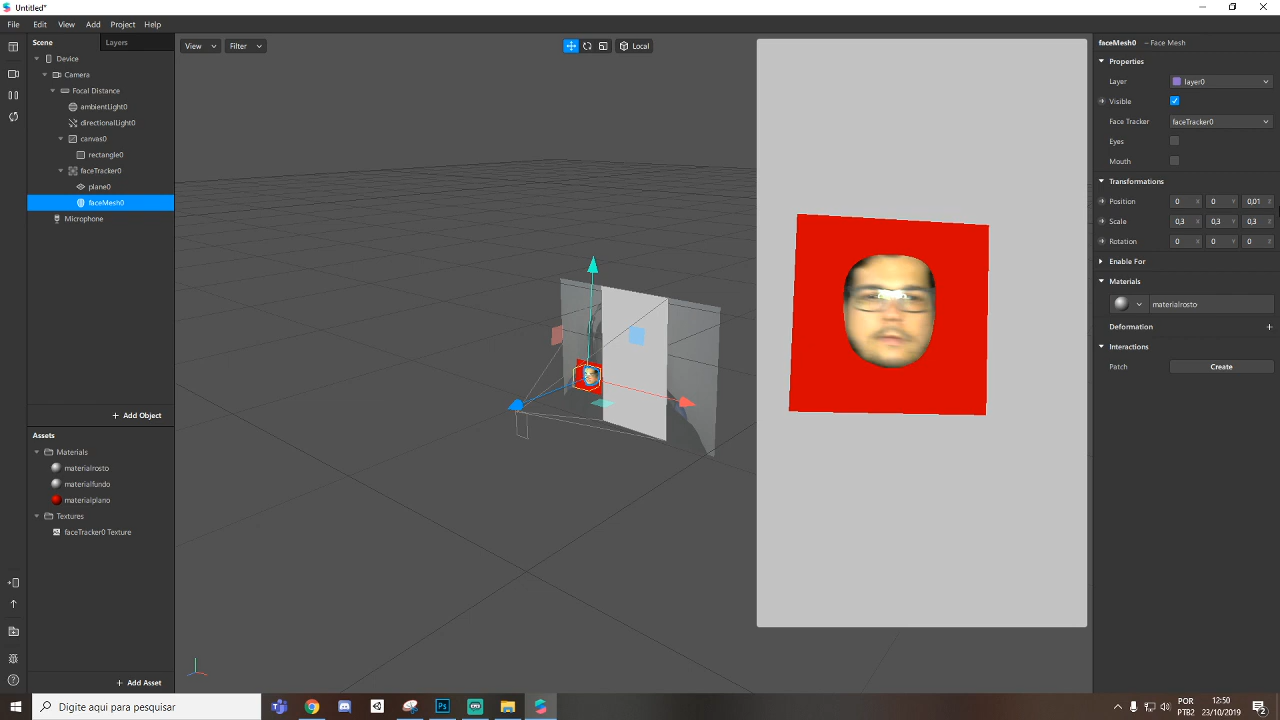 Untitled*
File Edit View Add Project Help
Scene Layers
Device
Camera
Focal Distance
ambientLight0
directionalLight0
canvas0
rectangle0
faceTracker0
plane0
faceMesh0
Microphone
+ Add Object
Assets
Materials
materialrosto
materialfundo
materialplano
Textures
faceTracker0 Texture
+ Add Asset
View Filter Local
faceMesh0 – Face Mesh
Properties
Layer layer0
Visible
Face Tracker faceTracker0
Eyes
Mouth
Transformations
Position 0 X 0 Y 0,01 Z
Scale 0,3 X 0,3 Y 0,3 Z
Rotation 0 X 0 Y 0 Z
Enable For
Materials
materialrosto
Deformation +
Interactions
Patch Create
Digite aqui para pesquisar
POR
PTB2
12:50
23/10/2019
2